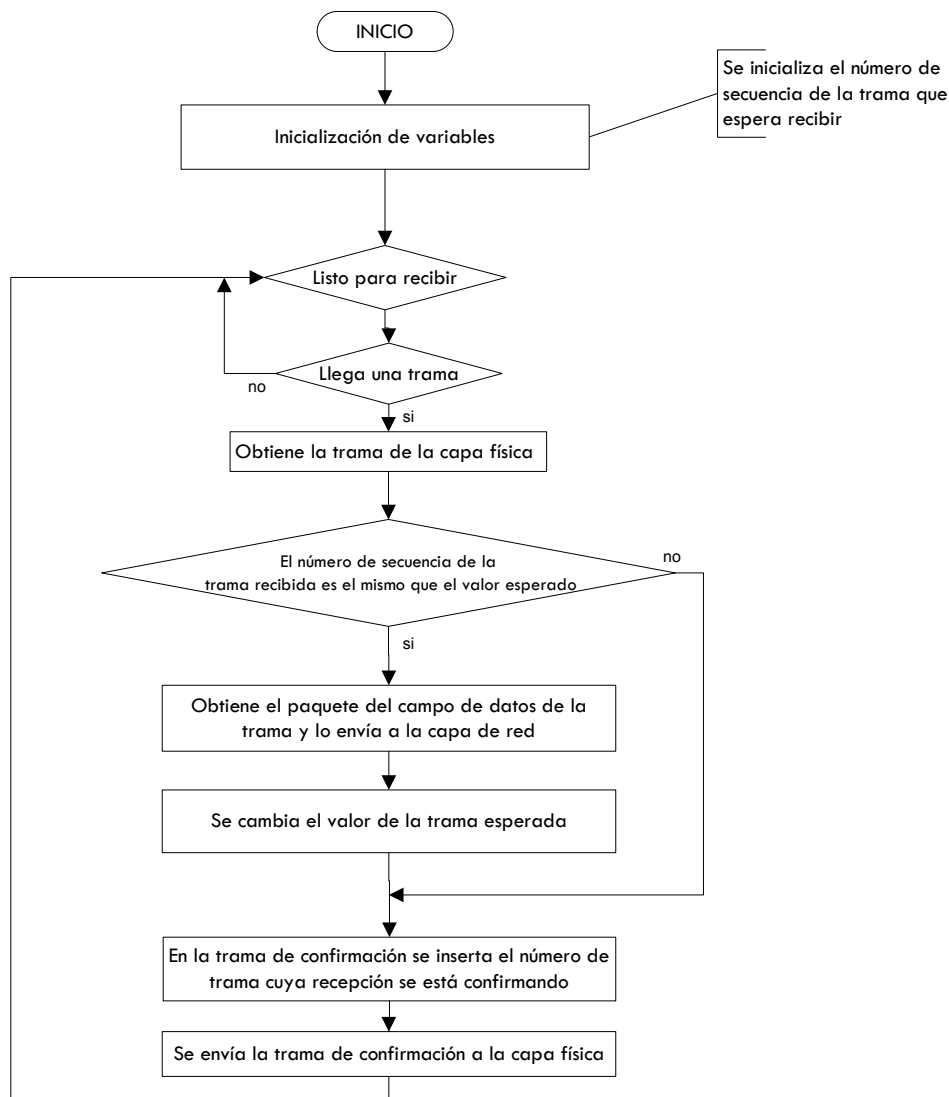 INICIO
Se inicializa el número de
secuencia de la trama que
espera recibir
Inicialización de variables
Listo para recibir
Llega una trama
no
si
Obtiene la trama de la capa física
El número de secuencia de la
trama recibida es el mismo que el valor esperado
no
si
Obtiene el paquete del campo de datos de la
trama y lo envía a la capa de red
Se cambia el valor de la trama esperada
En la trama de confirmación se inserta el número de
trama cuya recepción se está confirmando
Se envía la trama de confirmación a la capa física